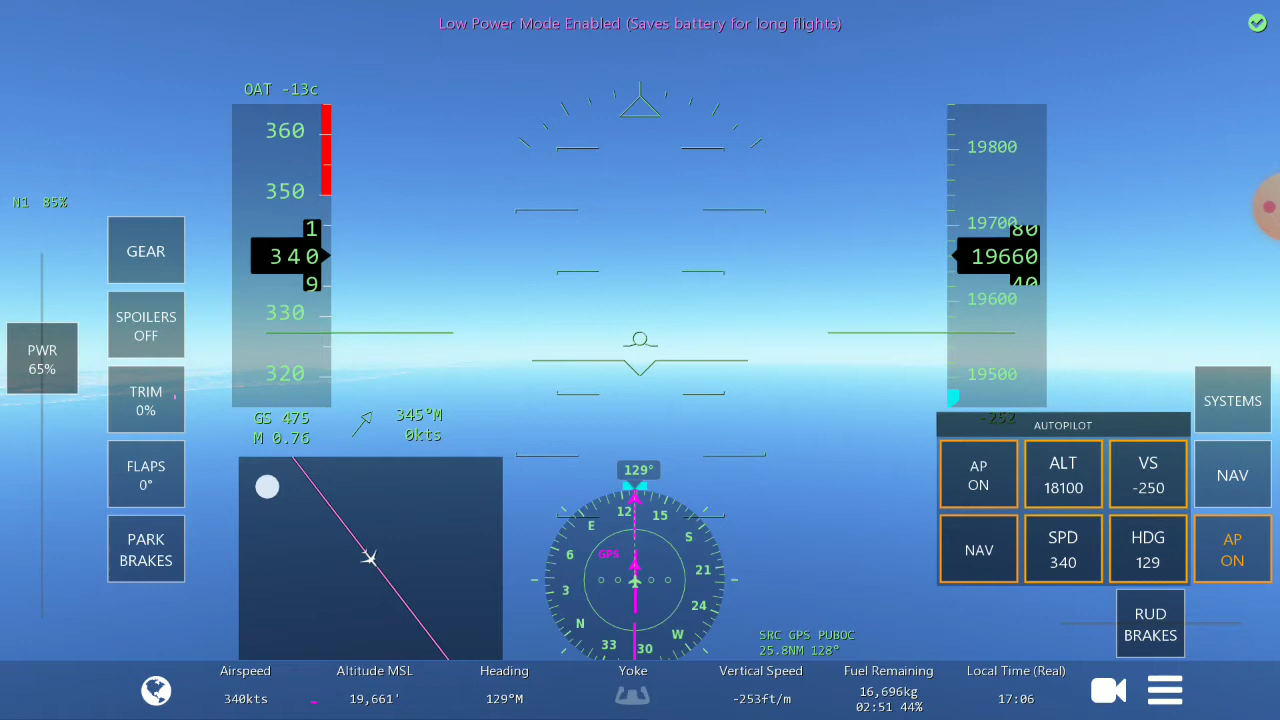 Low Power Mode Enabled (Saves battery for long flights)
OAT -13c
360
350
340
1
9
330
320
GS 475
M 0.76
345°M
0kts
19800
19700
80
19660
40
19600
19500
-252
N1 85%
PWR
65%
GEAR
SPOILERS
OFF
TRIM
0%
FLAPS
0°
PARK
BRAKES
129°
12
15
S
21
24
W
30
33
N
3
6
E
GPS
SRC GPS PUBOC
25.8NM 128°
AUTOPILOT
AP
ON
ALT
18100
VS
-250
NAV
SPD
340
HDG
129
SYSTEMS
NAV
AP
ON
RUD
BRAKES
Airspeed
340kts
Altitude MSL
19,661'
Heading
129°M
Yoke
Vertical Speed
-253ft/m
Fuel Remaining
16,696kg
02:51 44%
Local Time (Real)
17:06